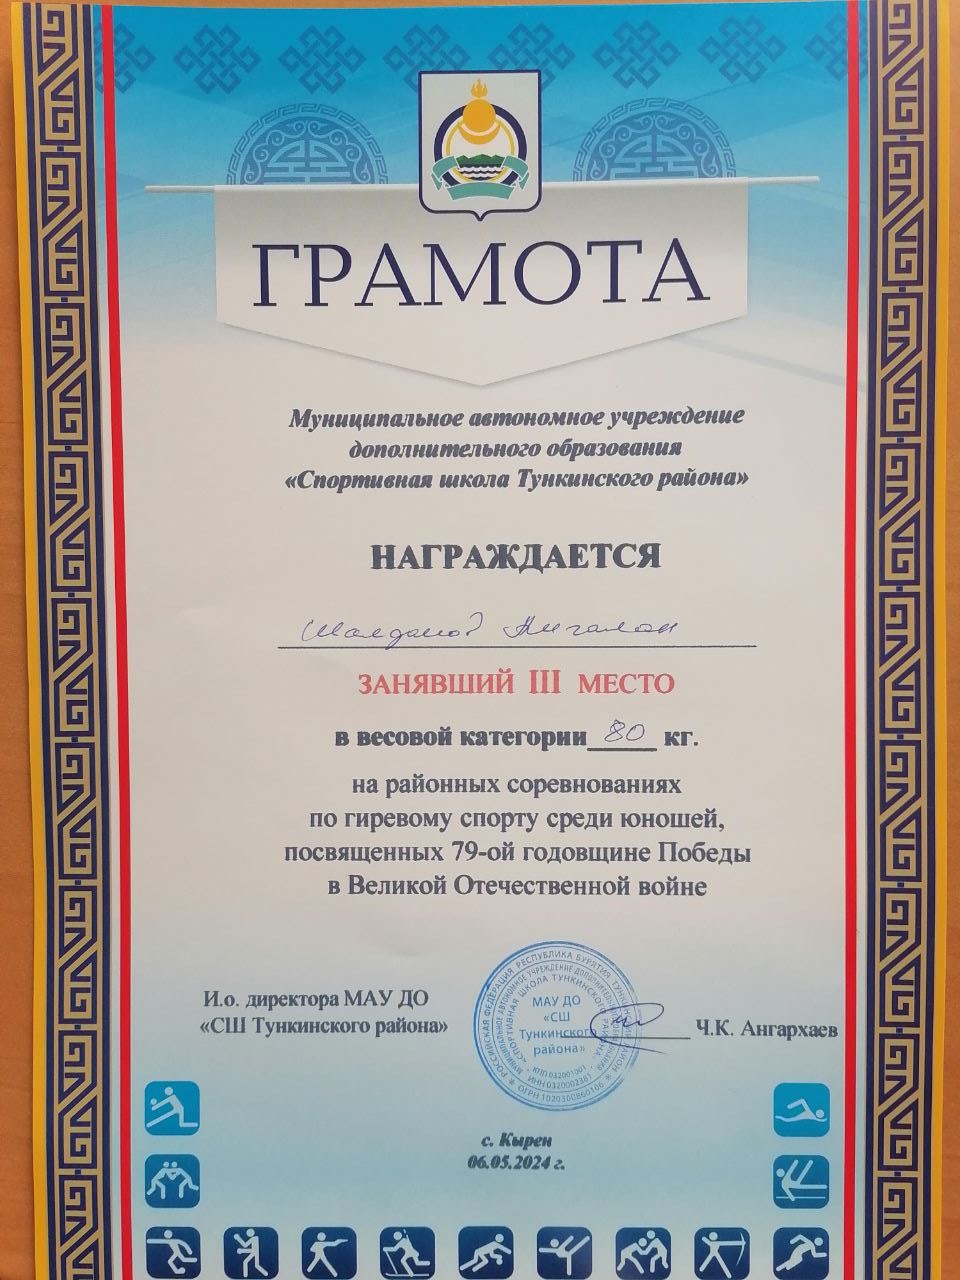 ГРАМОТА
Муниципальное автономное учреждение
дополнительного образования
«Спортивная школа Тункинского района»
НАГРАЖДАЕТСЯ
ЗАНЯВШИЙ III МЕСТО
в весовой категории 80 кг.
на районных соревнованиях
по гиревому спорту среди юношей,
посвященных 79-ой годовщине Победы
в Великой Отечественной войне
И.о. директора МАУ ДО
«СШ Тункинского района»
МАУ ДО
«СШ
Тункинского
района»
Ч.К. Ангархаев
с. Кырен
06.05.2024 г.